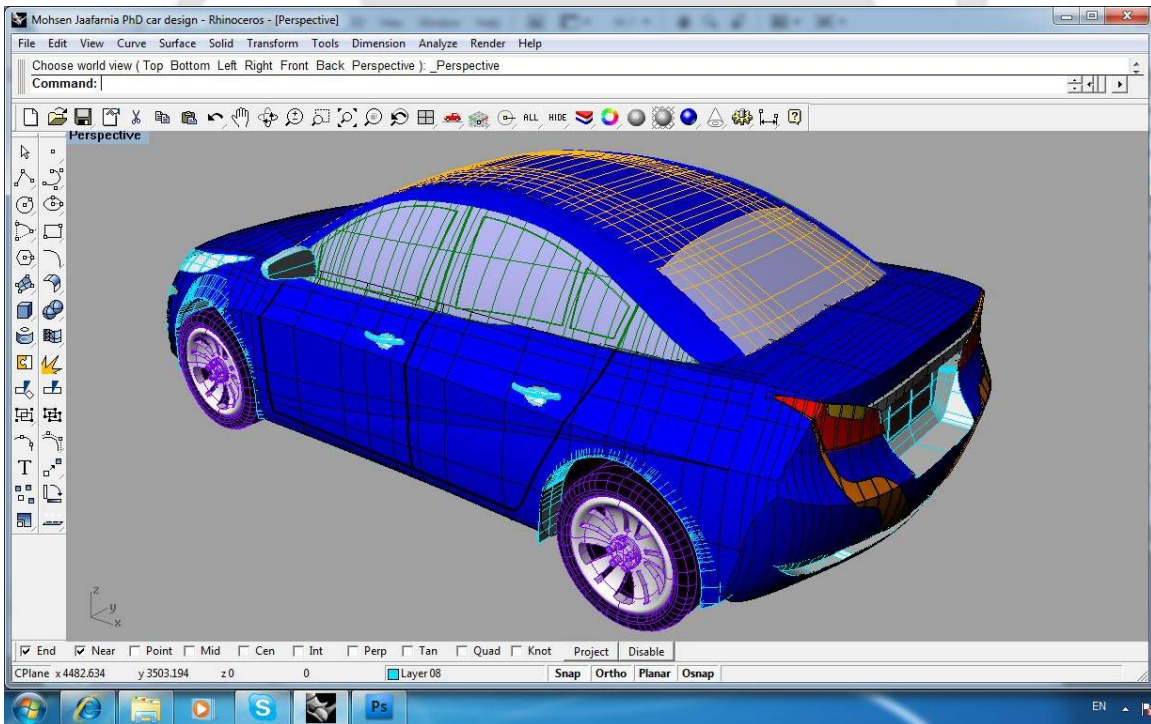 Mohsen Jaafarnia PhD car design - Rhinoceros - [Perspective]
File Edit View Curve Surface Solid Transform Tools Dimension Analyze Render Help
Choose world view ( Top Bottom Left Right Front Back Perspective ): _Perspective
Command:
ALL HIDE
Perspective
T
z
y
x
End Near Point Mid Cen Int Perp Tan Quad Knot Project Disable
CPlane x 4482.634 y 3503.194 z 0 0 Layer 08 Snap Ortho Planar Osnap
S Ps EN